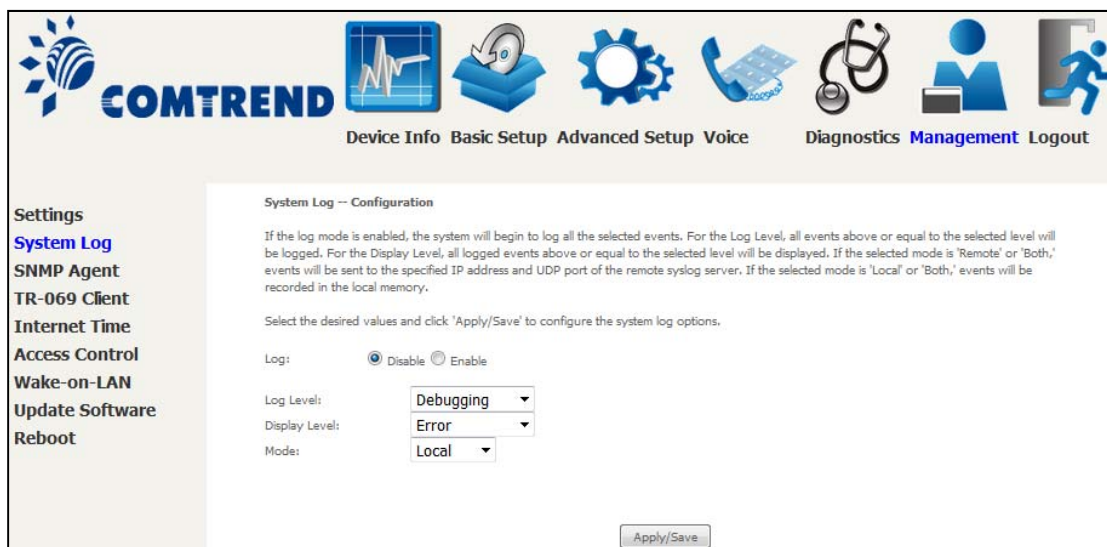 COMTREND
Device Info Basic Setup Advanced Setup Voice Diagnostics Management Logout
Settings
System Log
SNMP Agent
TR-069 Client
Internet Time
Access Control
Wake-on-LAN
Update Software
Reboot
System Log -- Configuration
If the log mode is enabled, the system will begin to log all the selected events. For the Log Level, all events above or equal to the selected level will
be logged. For the Display Level, all logged events above or equal to the selected level will be displayed. If the selected mode is 'Remote' or 'Both,'
events will be sent to the specified IP address and UDP port of the remote syslog server. If the selected mode is 'Local' or 'Both,' events will be
recorded in the local memory.
Select the desired values and click 'Apply/Save' to configure the system log options.
Log: Disable Enable
Log Level: Debugging
Display Level: Error
Mode: Local
Apply/Save